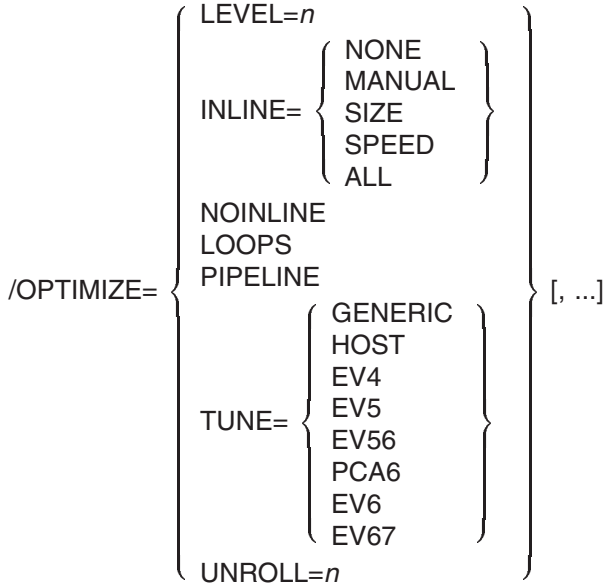 LEVEL=n
INLINE=
NONE
MANUAL
SIZE
SPEED
ALL
NOINLINE
LOOPS
PIPELINE
/OPTIMIZE=
[, ...]
TUNE=
GENERIC
HOST
EV4
EV5
EV56
PCA6
EV6
EV67
UNROLL=n